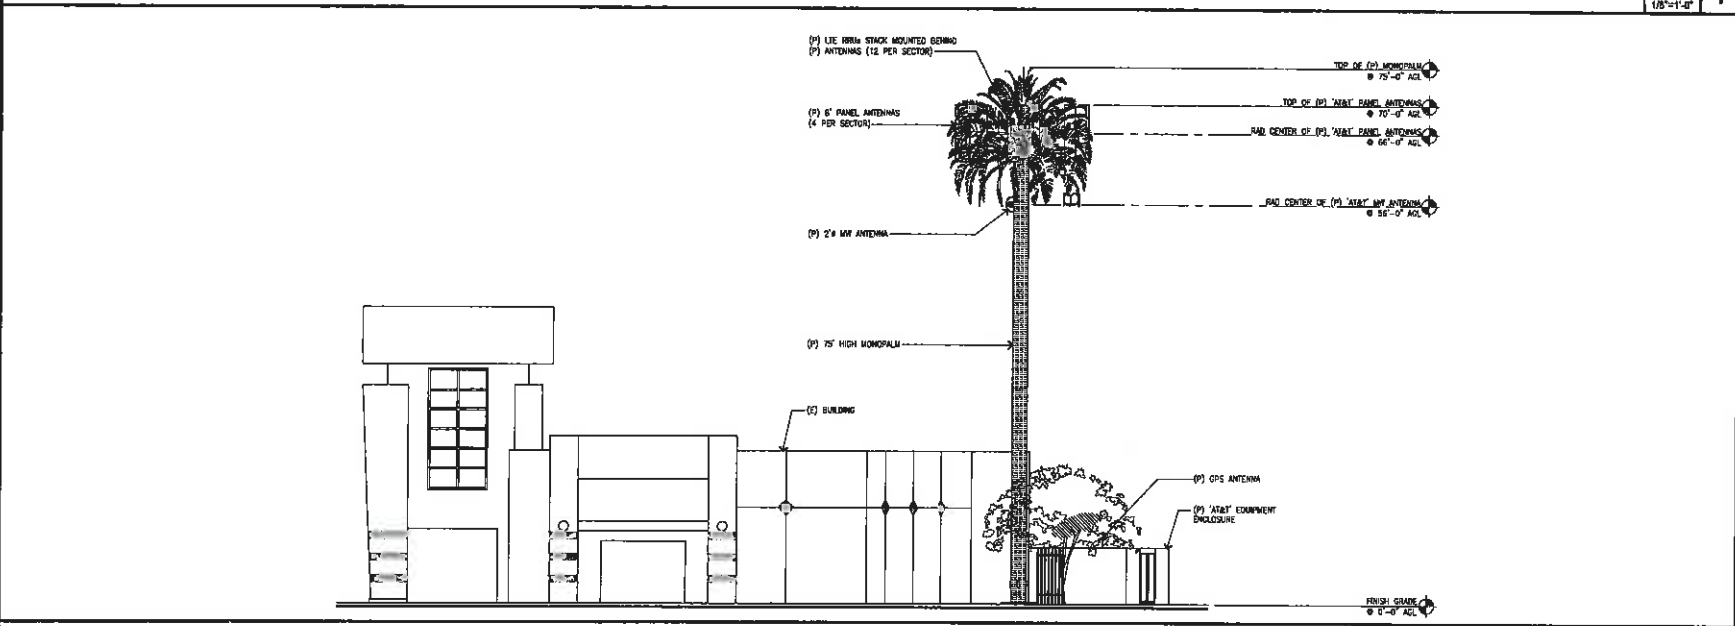 1/8"=1'-0"
(P) LTE RRUs STACK MOUNTED BEHIND
(P) ANTENNAS (12 PER SECTOR)
TOP OF (P) MONOPALM
@ 75'-0" AGL
(P) 8' PANEL ANTENNAS
(4 PER SECTOR)
TOP OF (P) 'AT&T' PANEL ANTENNAS
@ 70'-0" AGL
RAD CENTER OF (P) 'AT&T' PANEL ANTENNAS
@ 66'-0" AGL
RAD CENTER OF (P) 'AT&T' MW ANTENNA
@ 56'-0" AGL
(P) 2'ø MW ANTENNA
(P) 75' HIGH MONOPALM
(E) BUILDING
(P) GPS ANTENNA
(P) 'AT&T' EQUIPMENT
ENCLOSURE
FINISH GRADE
@ 0'-0" AGL